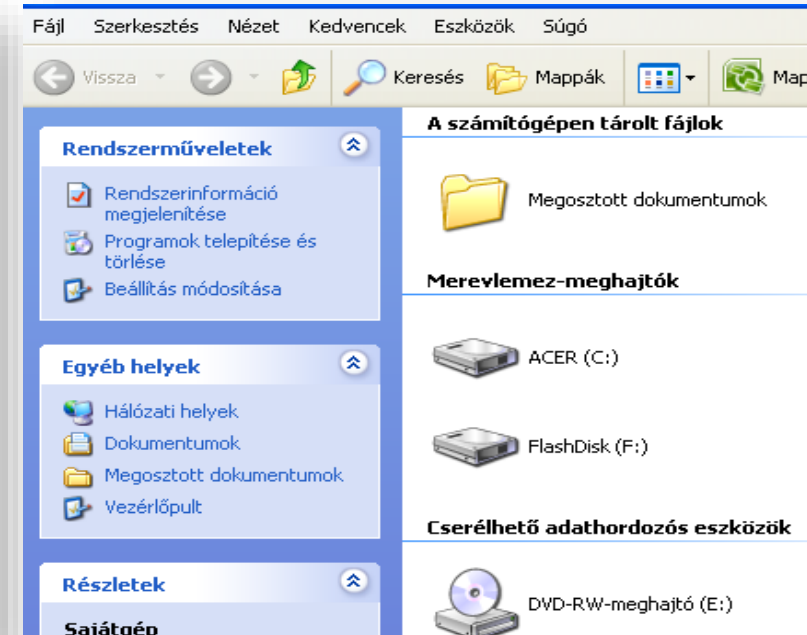 Fájl Szerkesztés Nézet Kedvencek Eszközök Súgó
Vissza Keresés Mappák
Rendszerműveletek
Rendszerinformáció
megjelenítése
Programok telepítése és
törlése
Beállítás módosítása
Egyéb helyek
Hálózati helyek
Dokumentumok
Megosztott dokumentumok
Vezérlőpult
Részletek
Sajátgép
A számítógépen tárolt fájlok
Megosztott dokumentumok
Merevlemez-meghajtók
ACER (C:)
FlashDisk (F:)
Cserélhető adathordozós eszközök
DVD-RW-meghajtó (E:)